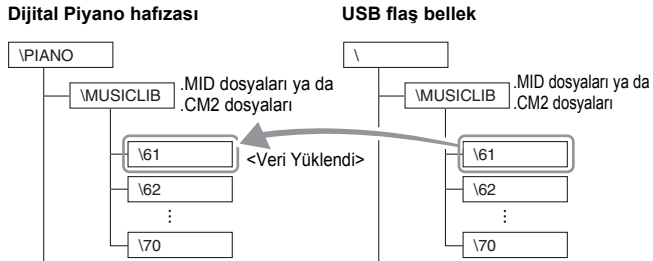 Dijital Piyano hafızası
\PIANO
\MUSICLIB
.MID dosyaları ya da
.CM2 dosyaları
\61
<Veri Yüklendi>
\62
⋮
\70
USB flaş bellek
\
\MUSICLIB
.MID dosyaları ya da
.CM2 dosyaları
\61
\62
⋮
\70